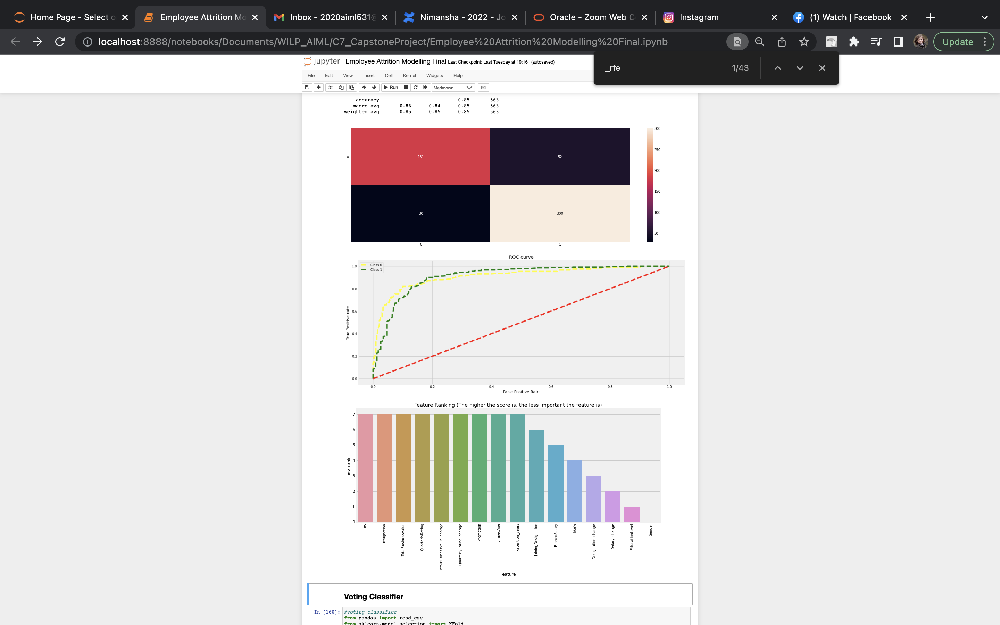 Home Page - Select o
Employee Attrition Mo
Inbox - 2020aiml531@
Nimansha - 2022 - Jo
Oracle - Zoom Web C
Instagram
(1) Watch | Facebook
localhost:8888/notebooks/Documents/WILP_AIML/C7_CapstoneProject/Employee%20Attrition%20Modelling%20Final.ipynb
Update
_rfe 1/43
jupyter Employee Attrition Modelling Final Last Checkpoint: Last Tuesday at 19:16 (autosaved)
File Edit View Insert Cell Kernel Widgets Help
Run Markdown
accuracy 0.85 563
macro avg 0.86 0.84 0.85 563
weighted avg 0.85 0.85 0.85 563
0
181
52
1
30
300
0 1
300
250
200
150
100
50
ROC curve
Class 0
Class 1
True Positive rate
1.0
0.8
0.6
0.4
0.2
0.0
0.0 0.2 0.4 0.6 0.8 1.0
False Positive Rate
Feature Ranking (The higher the score is, the less important the feature is)
inv_rank
7
6
5
4
3
2
1
0
City
Designation
TotalBusinessValue
QuarterlyRating
TotalBusinessValue_change
QuarterlyRating_change
Promotion
BinnedAge
Retention_years
JoiningDesignation
BinnedSalary
Hike%
Designation_change
Salary_change
EducationLevel
Gender
Feature
Voting Classifier
In [160]: #voting classifier
from pandas import read_csv
from sklearn.model_selection import KFold